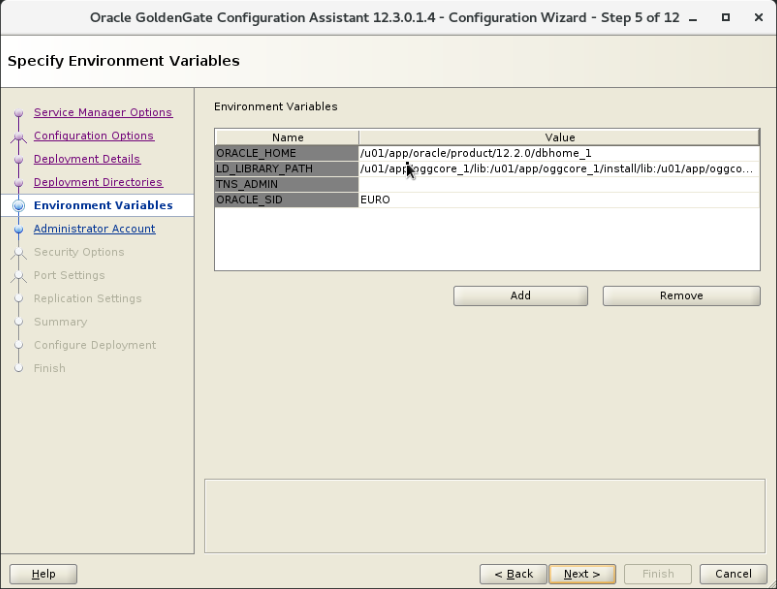 Oracle GoldenGate Configuration Assistant 12.3.0.1.4 - Configuration Wizard - Step 5 of 12
Specify Environment Variables
Service Manager Options
Configuration Options
Deployment Details
Deployment Directories
Environment Variables
Administrator Account
Security Options
Port Settings
Replication Settings
Summary
Configure Deployment
Finish
Environment Variables
Name Value
ORACLE_HOME /u01/app/oracle/product/12.2.0/dbhome_1
LD_LIBRARY_PATH /u01/app/oggcore_1/lib:/u01/app/oggcore_1/install/lib:/u01/app/oggco...
TNS_ADMIN
ORACLE_SID EURO
Add Remove
Help < Back Next > Finish Cancel